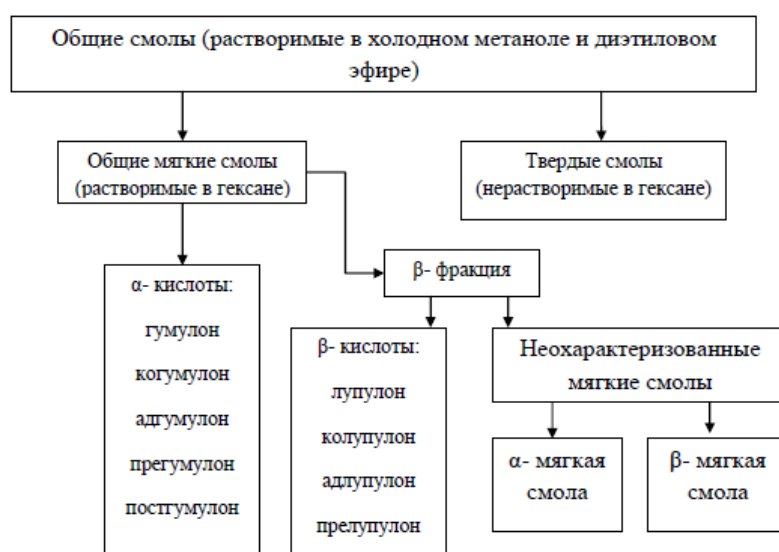 Общие смолы (растворимые в холодном метаноле и диэтиловом
эфире)
Общие мягкие смолы
(растворимые в гексане)
Твердые смолы
(нерастворимые в гексане)
β- фракция
α- кислоты:
гумулон
когумулон
адгумулон
прегумулон
постгумулон
β- кислоты:
лупулон
колупулон
адлупулон
прелупулон
Неохарактеризованные
мягкие смолы
α- мягкая
смола
β- мягкая
смола